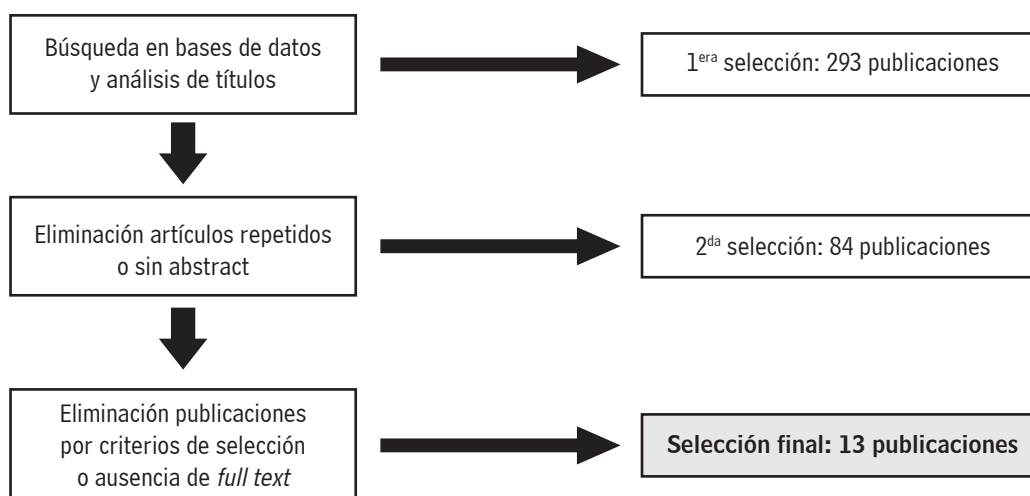 Búsqueda en bases de datos
y análisis de títulos
1era selección: 293 publicaciones
Eliminación artículos repetidos
o sin abstract
2da selección: 84 publicaciones
Eliminación publicaciones
por criterios de selección
o ausencia de full text
Selección final: 13 publicaciones